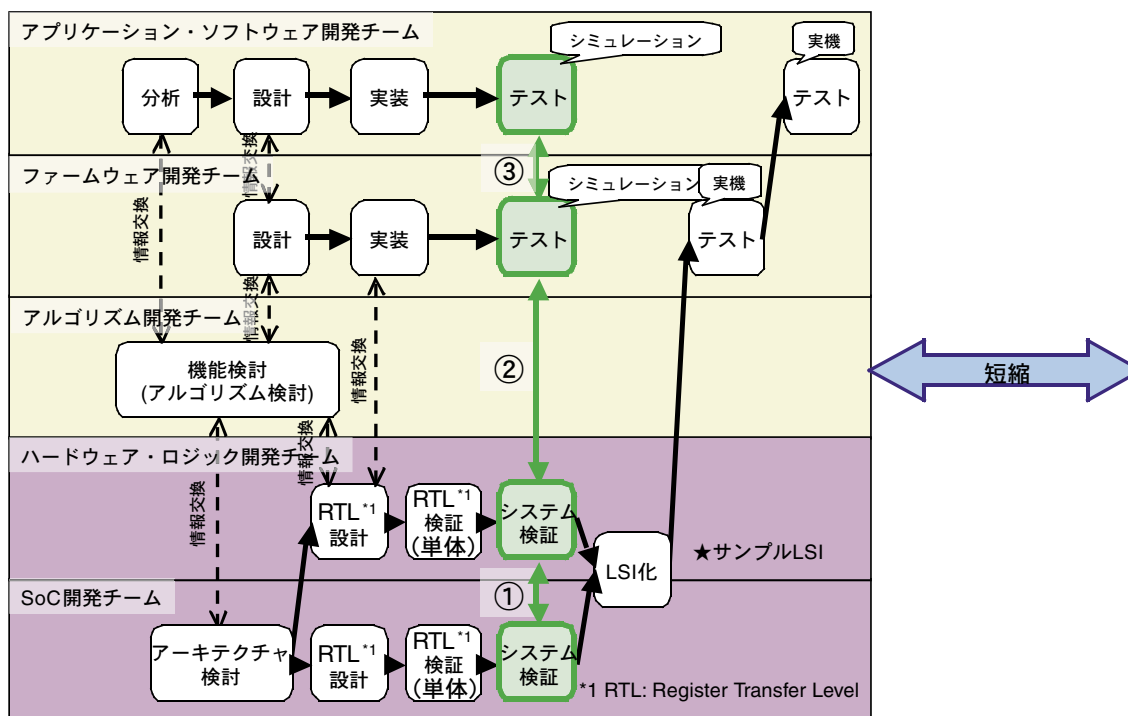 アプリケーション・ソフトウェア開発チーム
シミュレーション
実機
分析
設計
実装
テスト
テスト
情報交換
情報交換
③
ファームウェア開発チーム
シミュレーション
実機
設計
実装
テスト
テスト
情報交換
情報交換
アルゴリズム開発チーム
機能検討
(アルゴリズム検討)
②
短縮
ハードウェア・ロジック開発チーム
情報交換
情報交換
RTL*1
設計
RTL*1
検証
(単体)
システム
検証
LSI化
★サンプルLSI
SoC開発チーム
①
アーキテクチャ
検討
RTL*1
設計
RTL*1
検証
(単体)
システム
検証
*1 RTL: Register Transfer Level